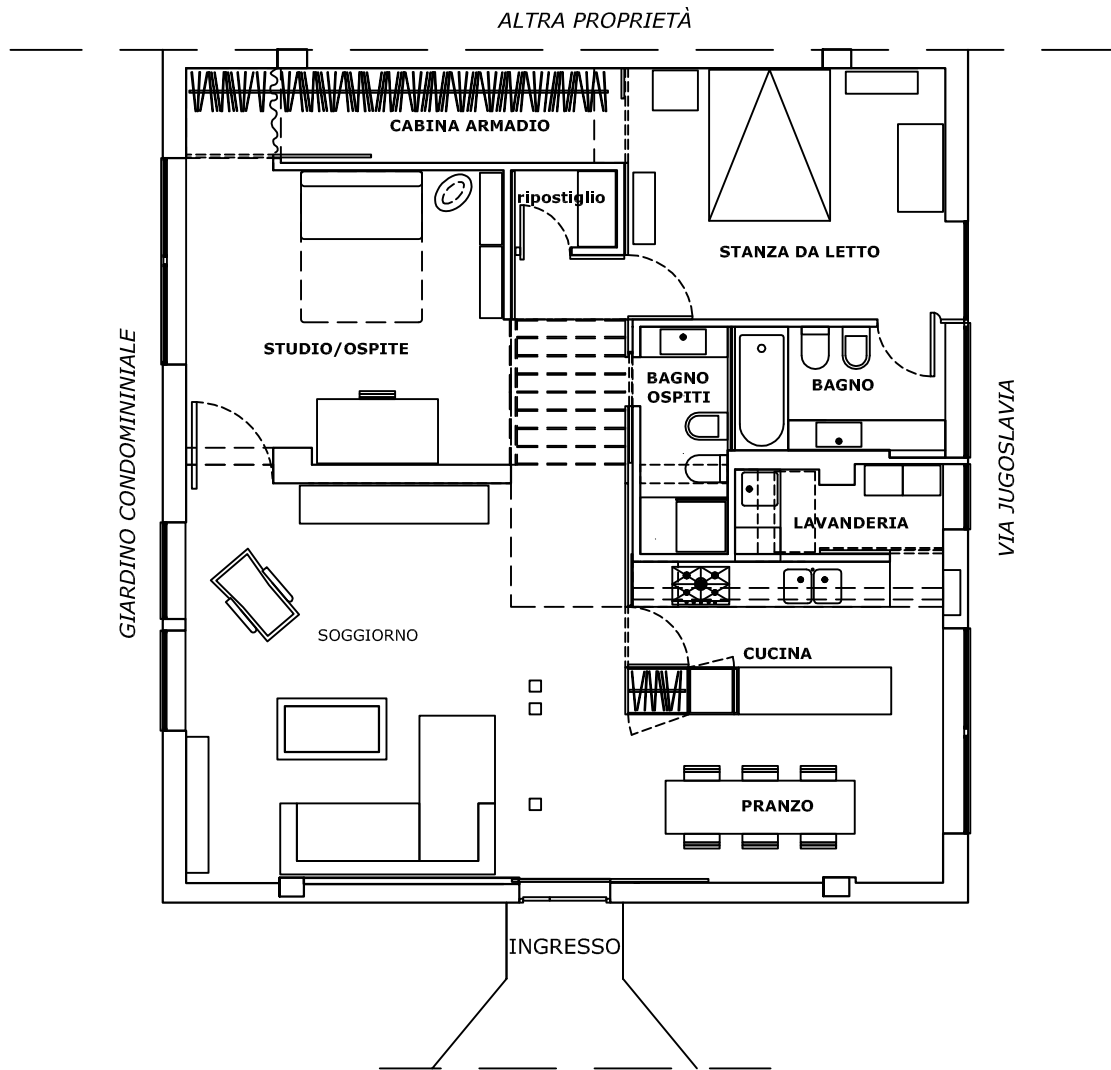 ALTRA PROPRIETÀ
CABINA ARMADIO
ripostiglio
STANZA DA LETTO
STUDIO/OSPITE
BAGNO
OSPITI
BAGNO
GIARDINO CONDOMININIALE
VIA JUGOSLAVIA
LAVANDERIA
SOGGIORNO
CUCINA
PRANZO
INGRESSO